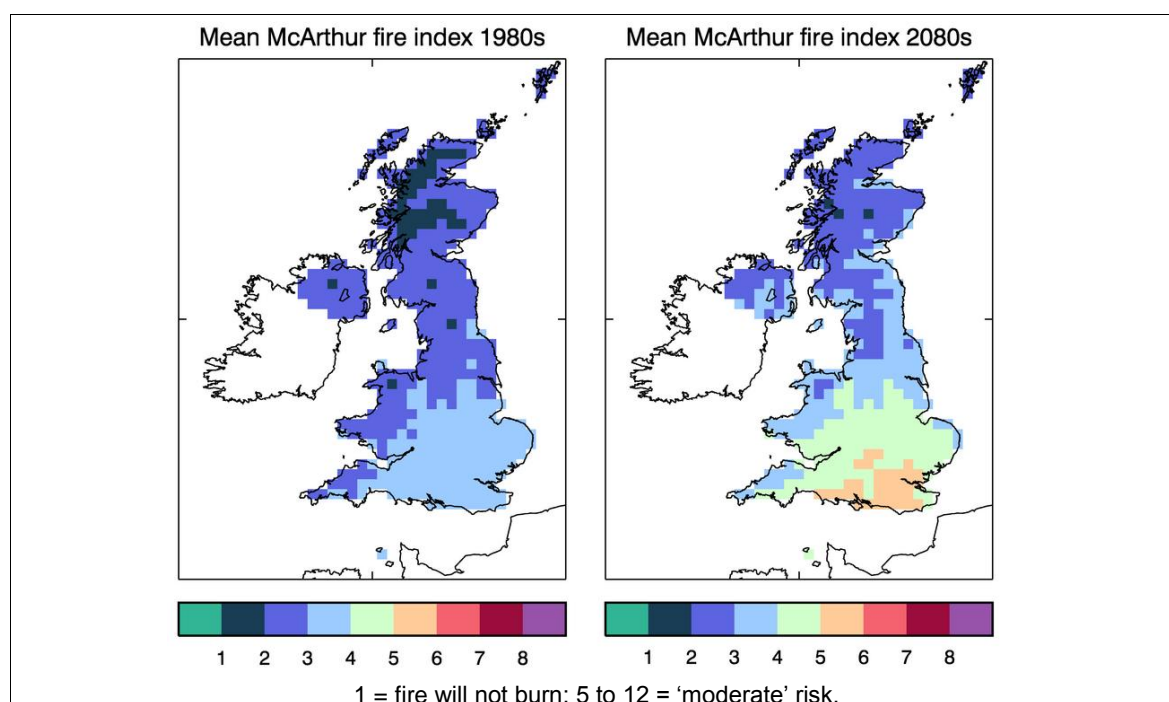 Mean McArthur fire index 1980s
Mean McArthur fire index 2080s
1 2 3 4 5 6 7 8
1 2 3 4 5 6 7 8
1 = fire will not burn; 5 to 12 = ‘moderate’ risk.